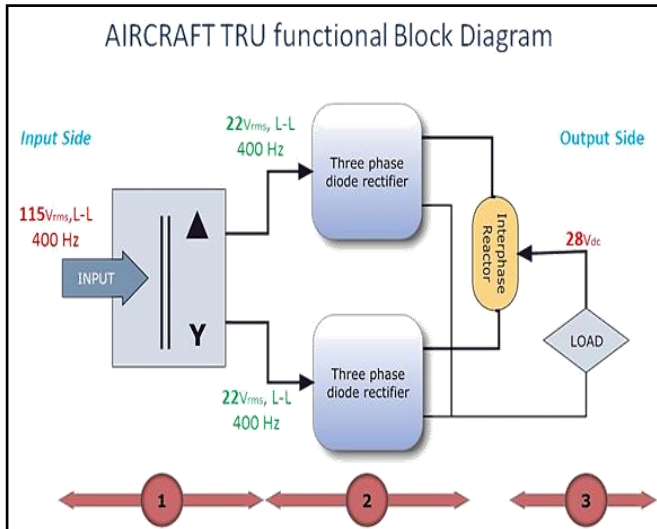 AIRCRAFT TRU functional Block Diagram
Input Side
22Vrms, L-L
400 Hz
Three phase
diode rectifier
Output Side
115Vrms,L-L
400 Hz
INPUT
Y
Interphase
Reactor
28Vdc
LOAD
22Vrms, L-L
400 Hz
Three phase
diode rectifier
1
2
3